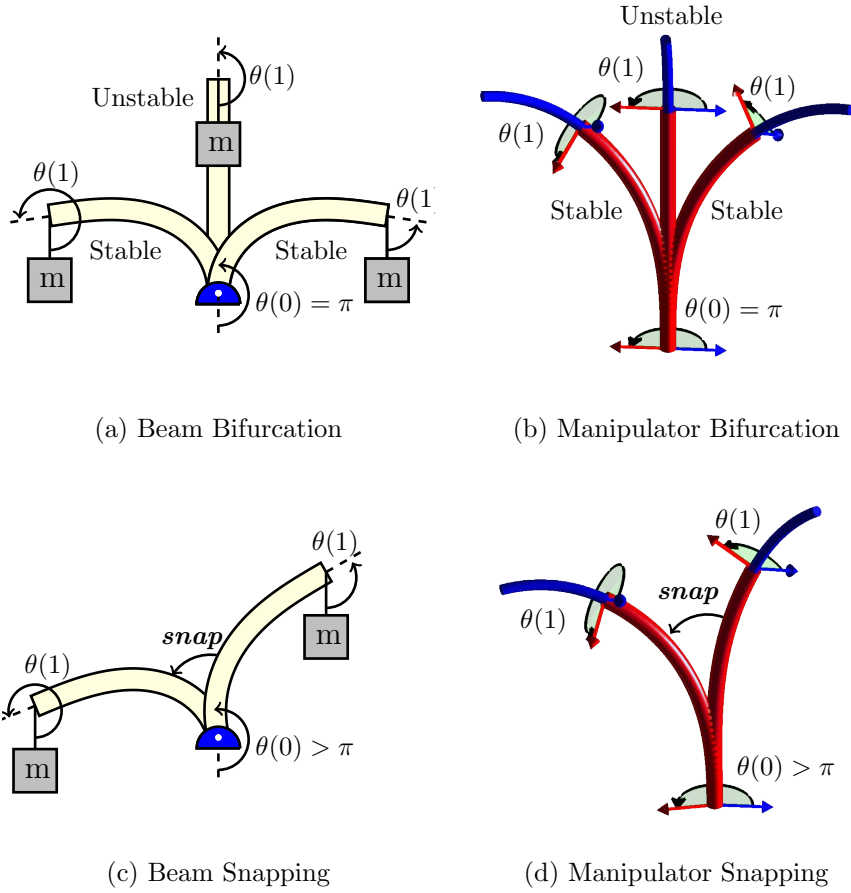 θ(1)
Unstable
m
θ(1)
θ(1)
Stable
Stable
m
m
θ(0) = π
(a) Beam Bifurcation
Unstable
θ(1)
θ(1)
θ(1)
Stable
Stable
θ(0) = π
(b) Manipulator Bifurcation
θ(1)
snap
m
θ(1)
m
θ(0) > π
(c) Beam Snapping
θ(1)
snap
θ(1)
θ(0) > π
(d) Manipulator Snapping